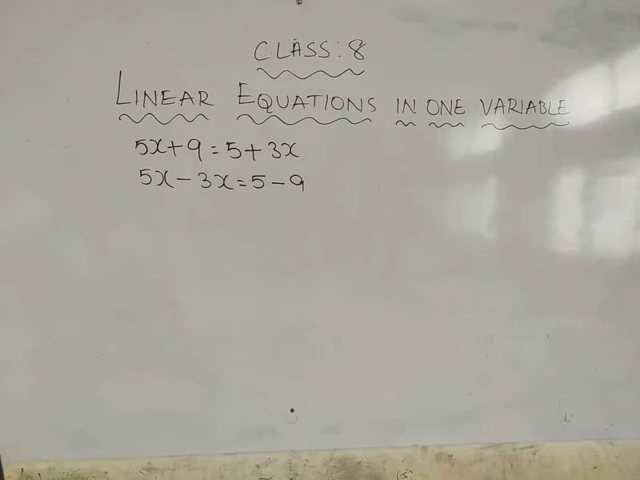 CLASS: 8
LINEAR EQUATIONS IN ONE VARIABLE
5x+9=5+3x
5x-3x=5-9